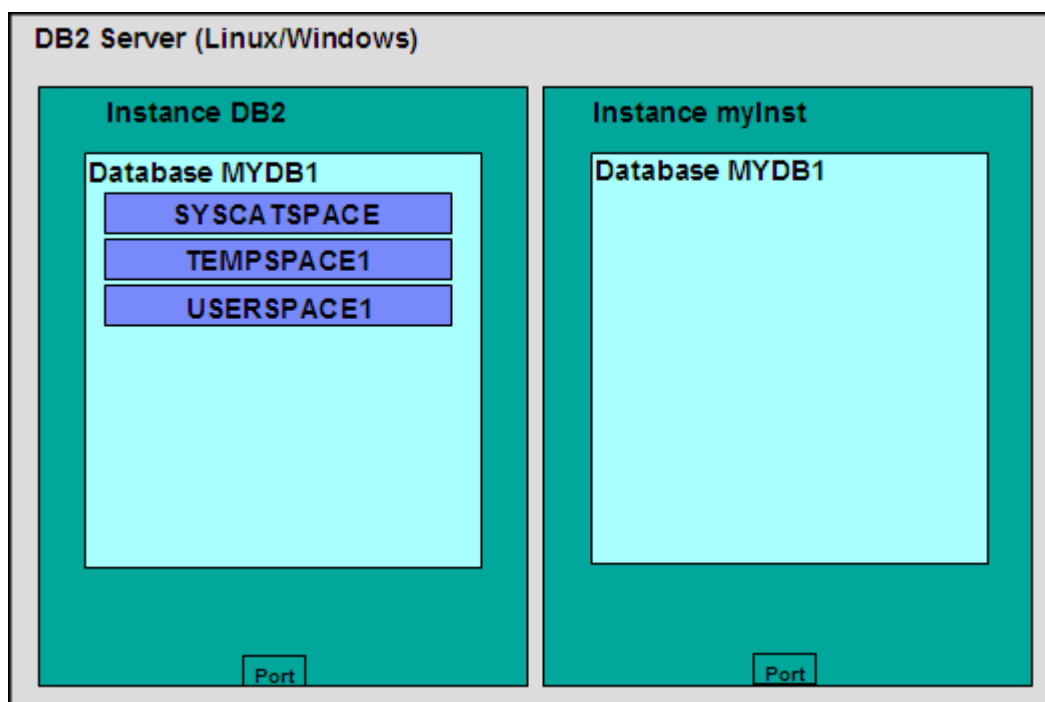 DB2 Server (Linux/Windows)
Instance DB2
Database MYDB1
SYSCATSPACE
TEMPSPACE1
USERSPACE1
Port
Instance myInst
Database MYDB1
Port